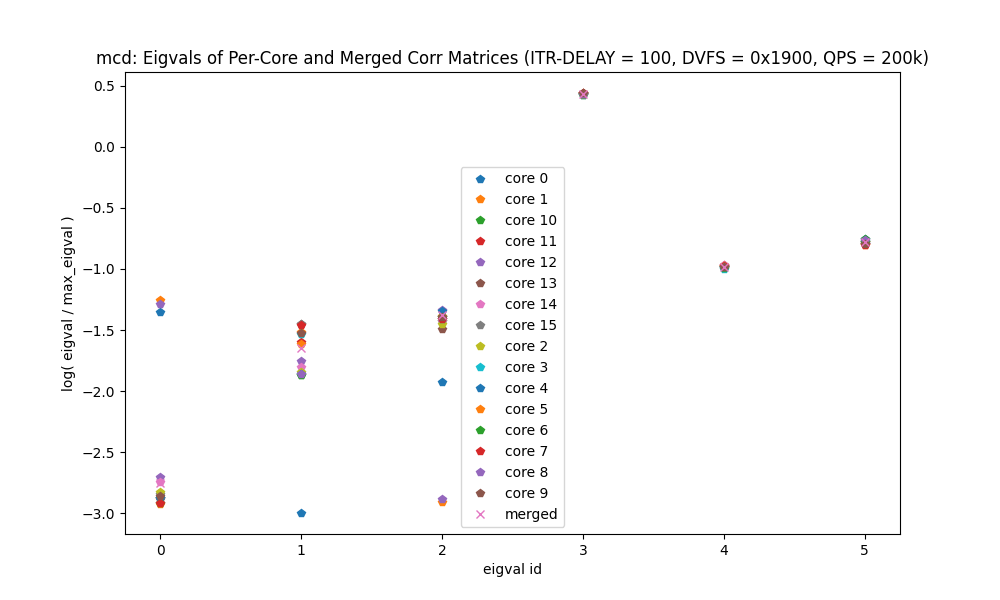 mcd: Eigvals of Per-Core and Merged Corr Matrices (ITR-DELAY = 100, DVFS = 0x1900, QPS = 200k)
log( eigval / max_eigval )
0.5
0.0
−0.5
−1.0
−1.5
−2.0
−2.5
−3.0
core 0
core 1
core 10
core 11
core 12
core 13
core 14
core 15
core 2
core 3
core 4
core 5
core 6
core 7
core 8
core 9
merged
0 1 2 3 4 5
eigval id